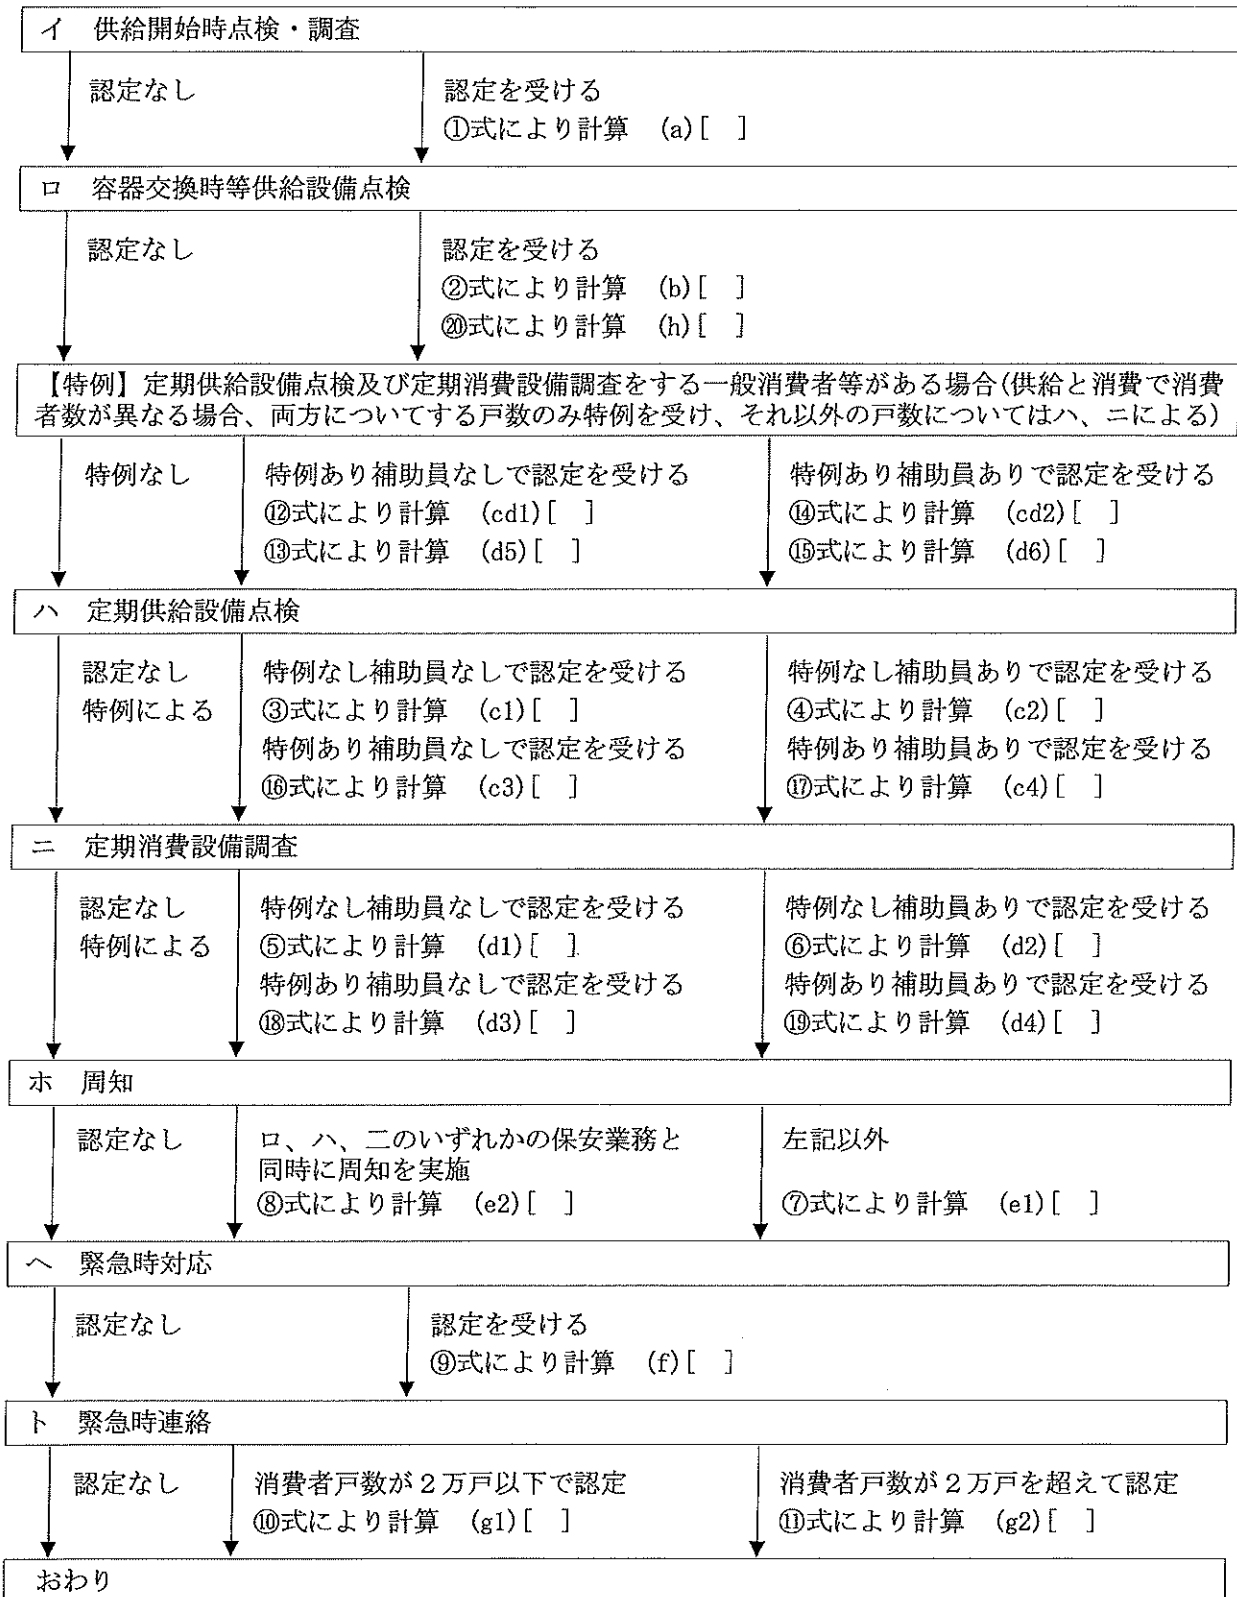 イ 供給開始時点検・調査
認定なし 認定を受ける
①式により計算 (a)[ ]
ロ 容器交換時等供給設備点検
認定なし 認定を受ける
②式により計算 (b)[ ]
⑳式により計算 (h)[ ]
【特例】定期供給設備点検及び定期消費設備調査をする一般消費者等がある場合(供給と消費で消費
者数が異なる場合、両方についてする戸数のみ特例を受け、それ以外の戸数についてはハ、ニによる)
特例なし 特例あり補助員なしで認定を受ける 特例あり補助員ありで認定を受ける
⑫式により計算 (cd1)[ ] ⑭式により計算 (cd2)[ ]
⑬式により計算 (d5)[ ] ⑮式により計算 (d6)[ ]
ハ 定期供給設備点検
認定なし 特例なし補助員なしで認定を受ける 特例なし補助員ありで認定を受ける
特例による ③式により計算 (c1)[ ] ④式により計算 (c2)[ ]
特例あり補助員なしで認定を受ける 特例あり補助員ありで認定を受ける
⑯式により計算 (c3)[ ] ⑰式により計算 (c4)[ ]
ニ 定期消費設備調査
認定なし 特例なし補助員なしで認定を受ける 特例なし補助員ありで認定を受ける
特例による ⑤式により計算 (d1)[ ] ⑥式により計算 (d2)[ ]
特例あり補助員なしで認定を受ける 特例あり補助員ありで認定を受ける
⑱式により計算 (d3)[ ] ⑲式により計算 (d4)[ ]
ホ 周知
認定なし ロ、ハ、ニのいずれかの保安業務と 左記以外
同時に周知を実施
⑧式により計算 (e2)[ ] ⑦式により計算 (e1)[ ]
ヘ 緊急時対応
認定なし 認定を受ける
⑨式により計算 (f)[ ]
ト 緊急時連絡
認定なし 消費者戸数が2万戸以下で認定 消費者戸数が2万戸を超えて認定
⑩式により計算 (g1)[ ] ⑪式により計算 (g2)[ ]
おわり